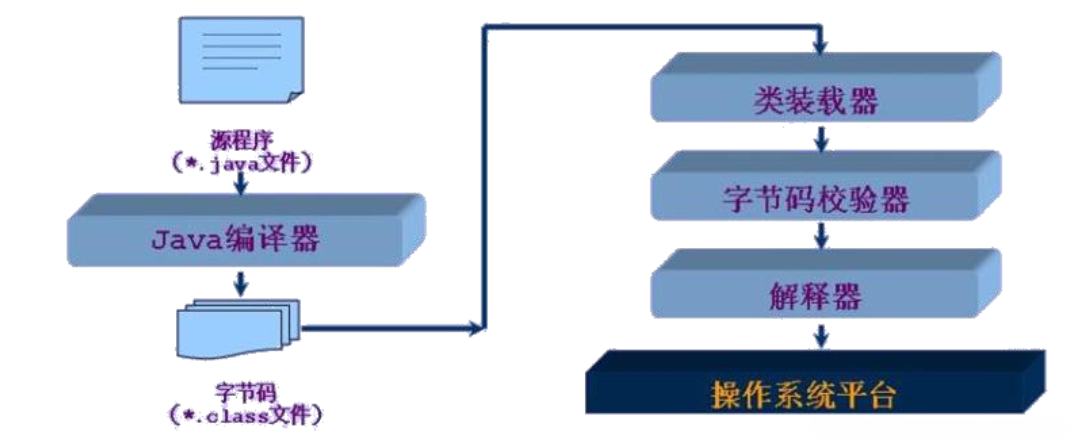 源程序
(*.java文件)
Java编译器
字节码
(*.class文件)
类装载器
字节码校验器
解释器
操作系统平台